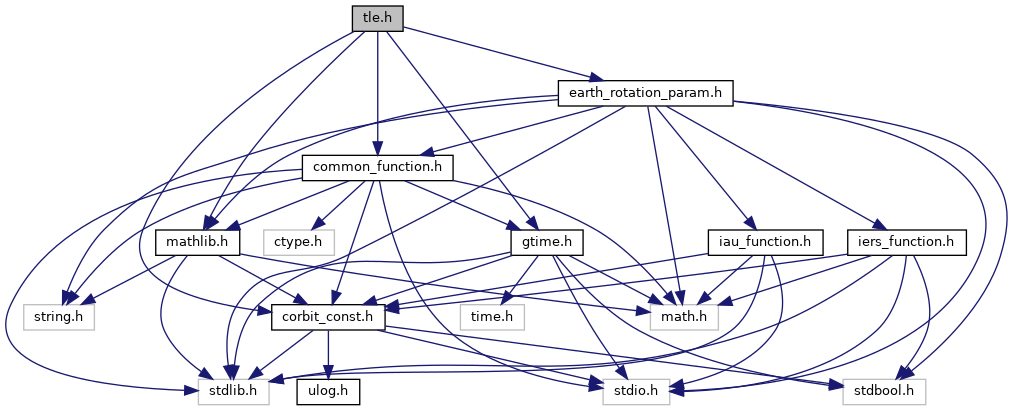 tle.h
earth_rotation_param.h
common_function.h
mathlib.h
ctype.h
gtime.h
iau_function.h
iers_function.h
string.h
corbit_const.h
time.h
math.h
stdlib.h
ulog.h
stdio.h
stdbool.h